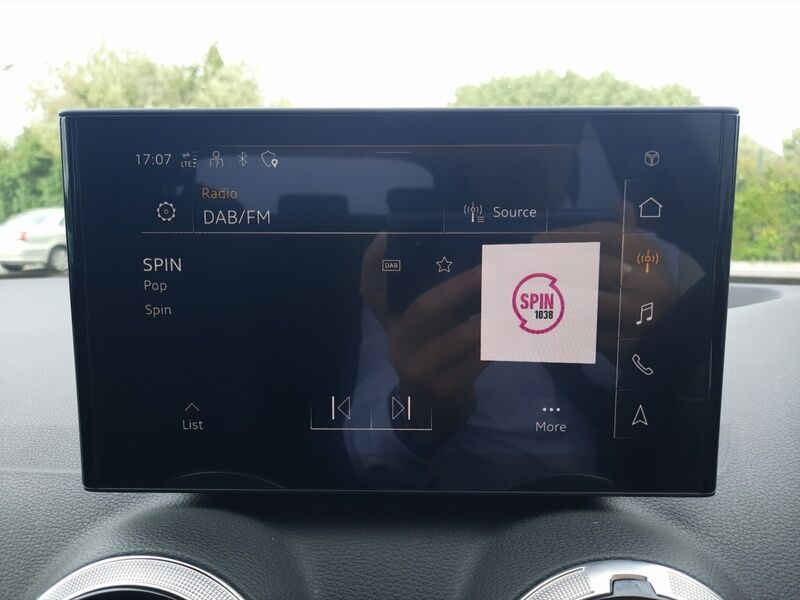 17:07 LTE
Radio
DAB/FM
Source
SPIN
DAB
Pop
Spin
SPIN
1038
List
More